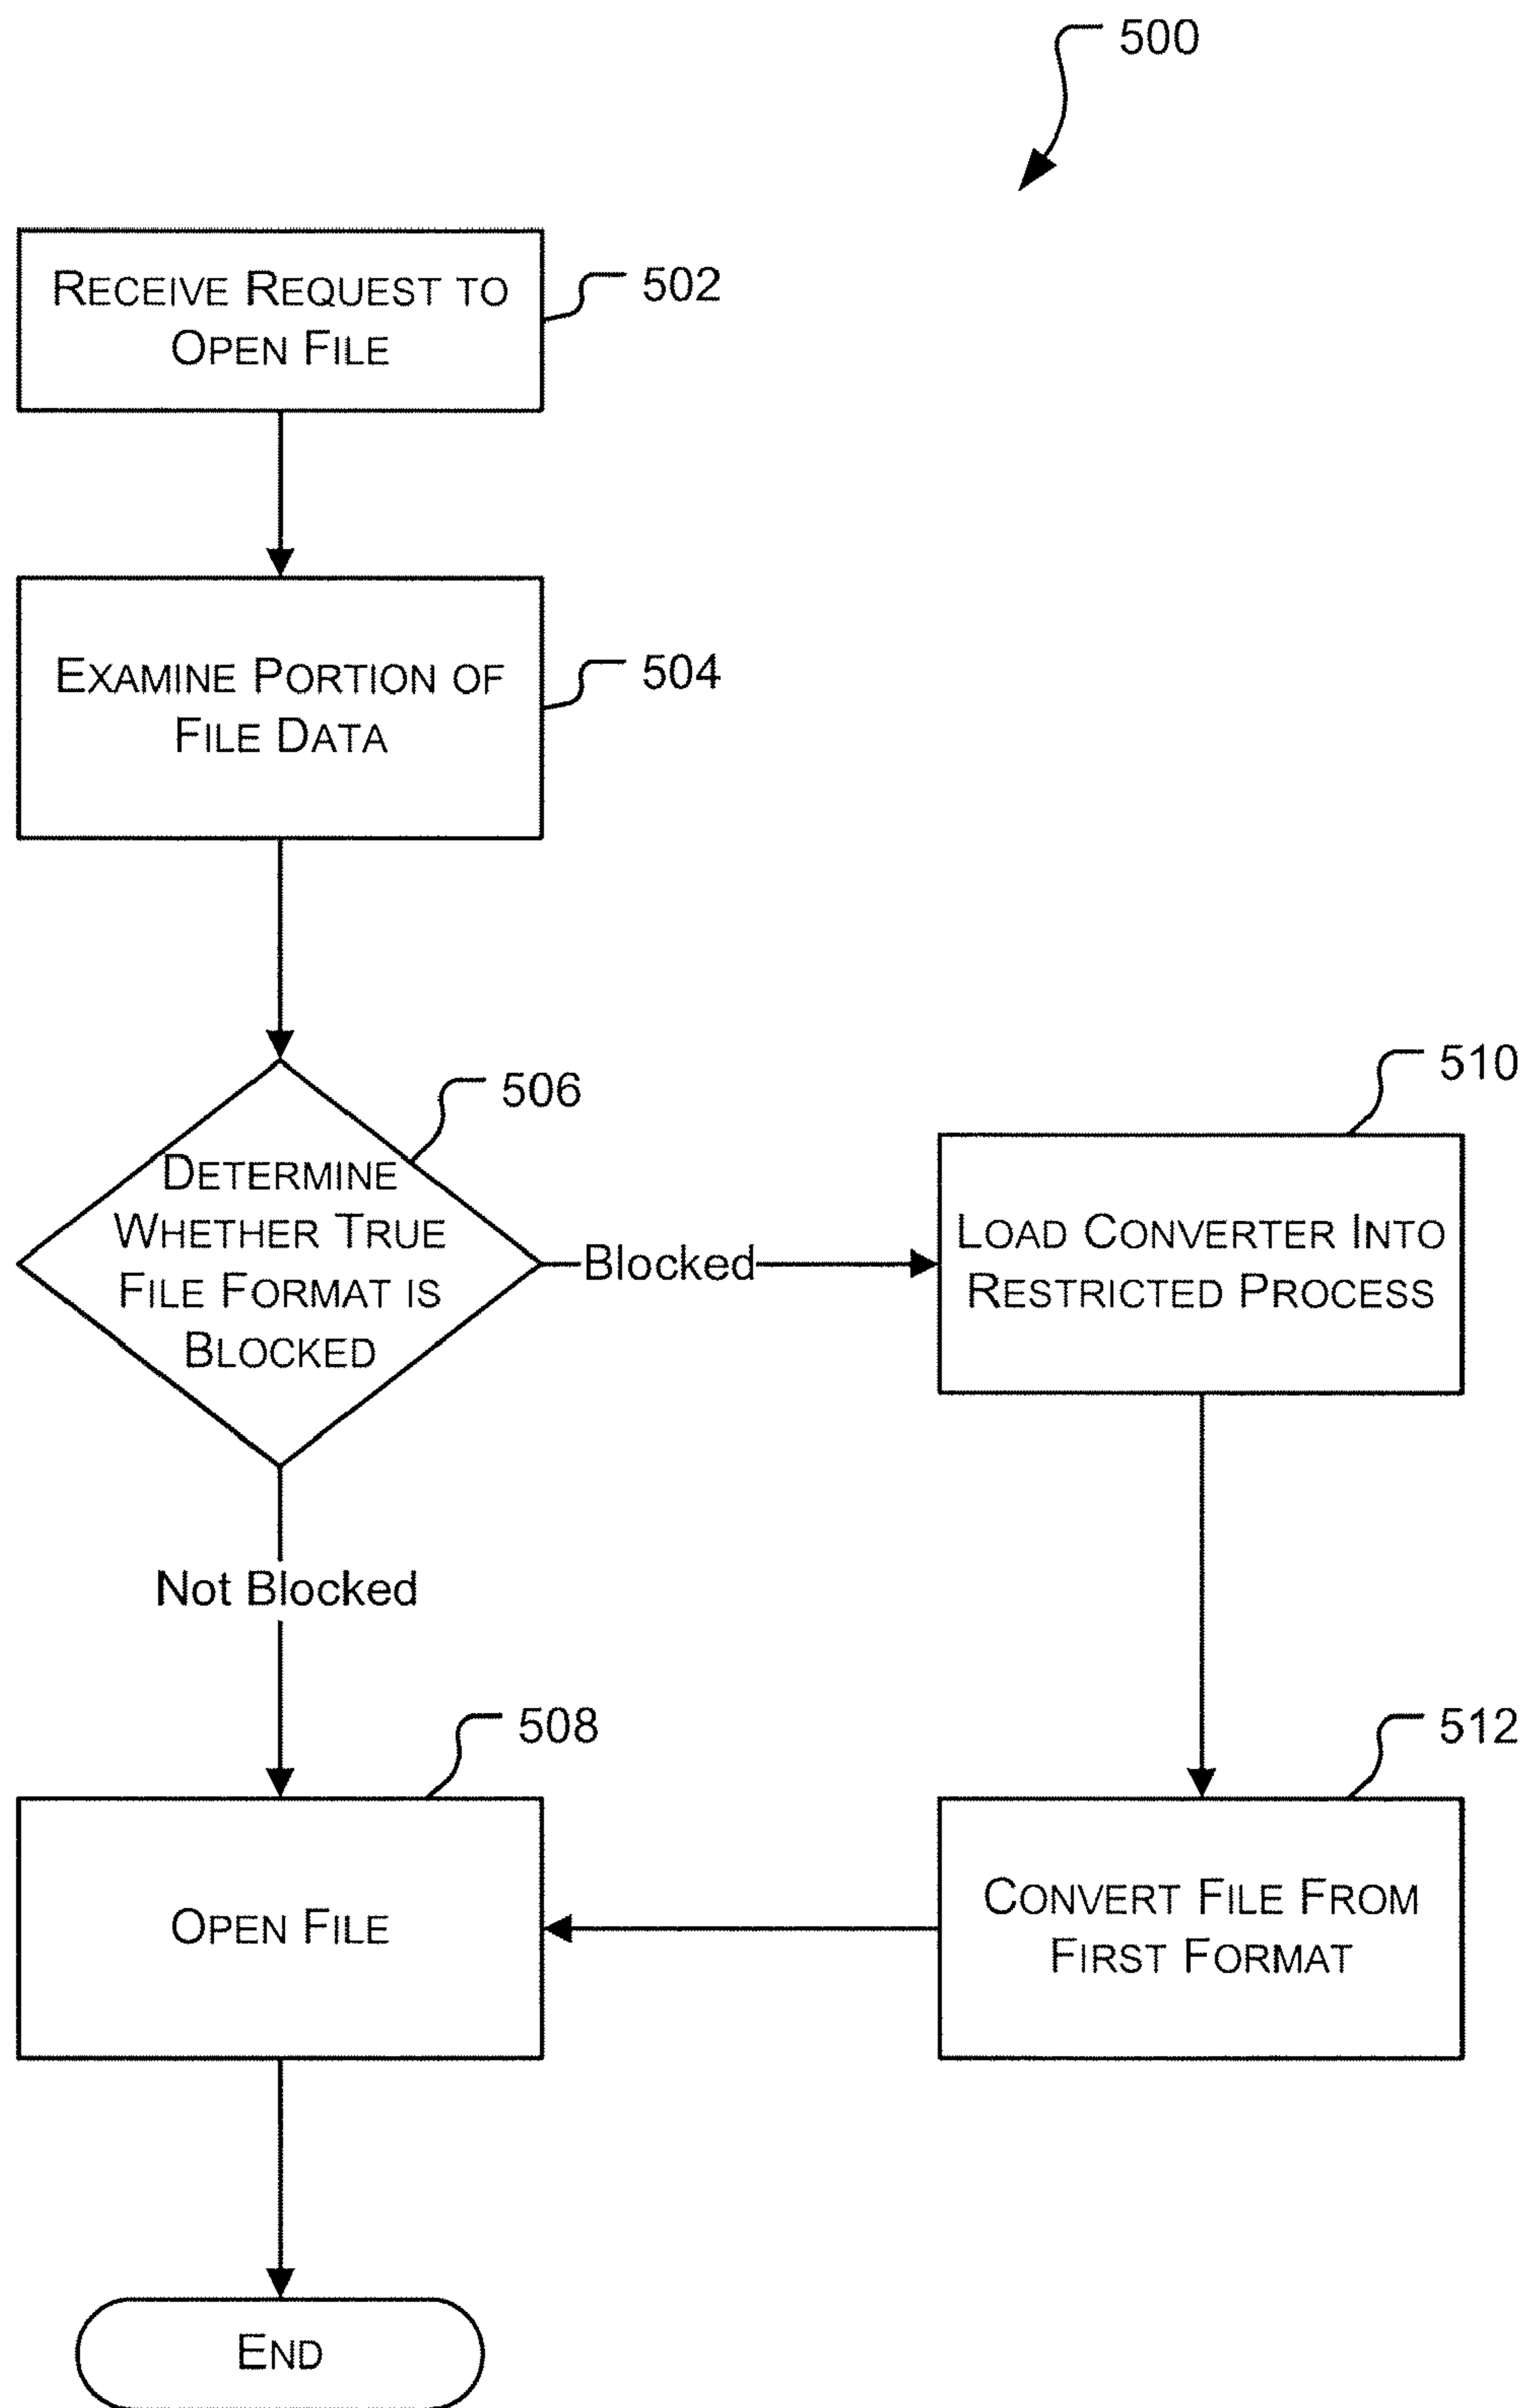 500
RECEIVE REQUEST TO
OPEN FILE
502
EXAMINE PORTION OF
FILE DATA
504
506
DETERMINE
WHETHER TRUE
FILE FORMAT IS
BLOCKED
Blocked
510
LOAD CONVERTER INTO
RESTRICTED PROCESS
Not Blocked
508
OPEN FILE
512
CONVERT FILE FROM
FIRST FORMAT
END